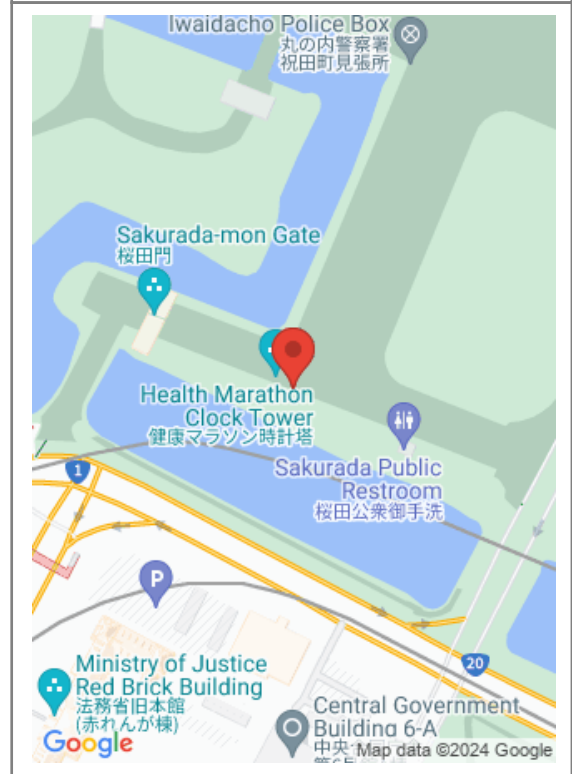 Iwaidacho Police Box
丸の内警察署
祝田町見張所
Sakurada-mon Gate
桜田門
Health Marathon
Clock Tower
健康マラソン時計塔
Sakurada Public
Restroom
桜田公衆御手洗
1
P
20
Ministry of Justice
Red Brick Building
法務省旧本館
(赤れんが棟)
Central Government
Building 6-A
Google
Map data ©2024 Google